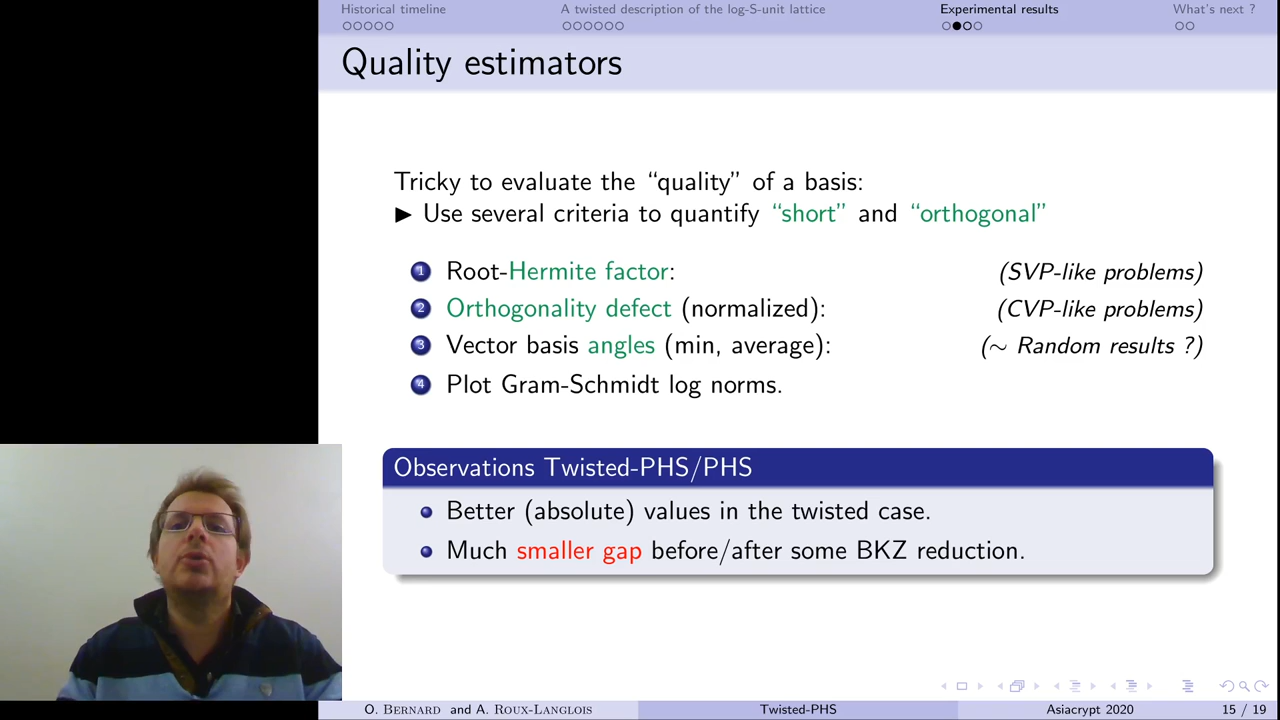 Historical timeline
A twisted description of the log-S-unit lattice
Experimental results
What's next ?
Quality estimators
Tricky to evaluate the “quality” of a basis:
▶ Use several criteria to quantify “short” and “orthogonal”
1 Root-Hermite factor: (SVP-like problems)
2 Orthogonality defect (normalized): (CVP-like problems)
3 Vector basis angles (min, average): (∼ Random results ?)
4 Plot Gram-Schmidt log norms.
Observations Twisted-PHS/PHS
• Better (absolute) values in the twisted case.
• Much smaller gap before/after some BKZ reduction.
O. Bernard and A. Roux-Langlois
Twisted-PHS
Asiacrypt 2020
15 / 19